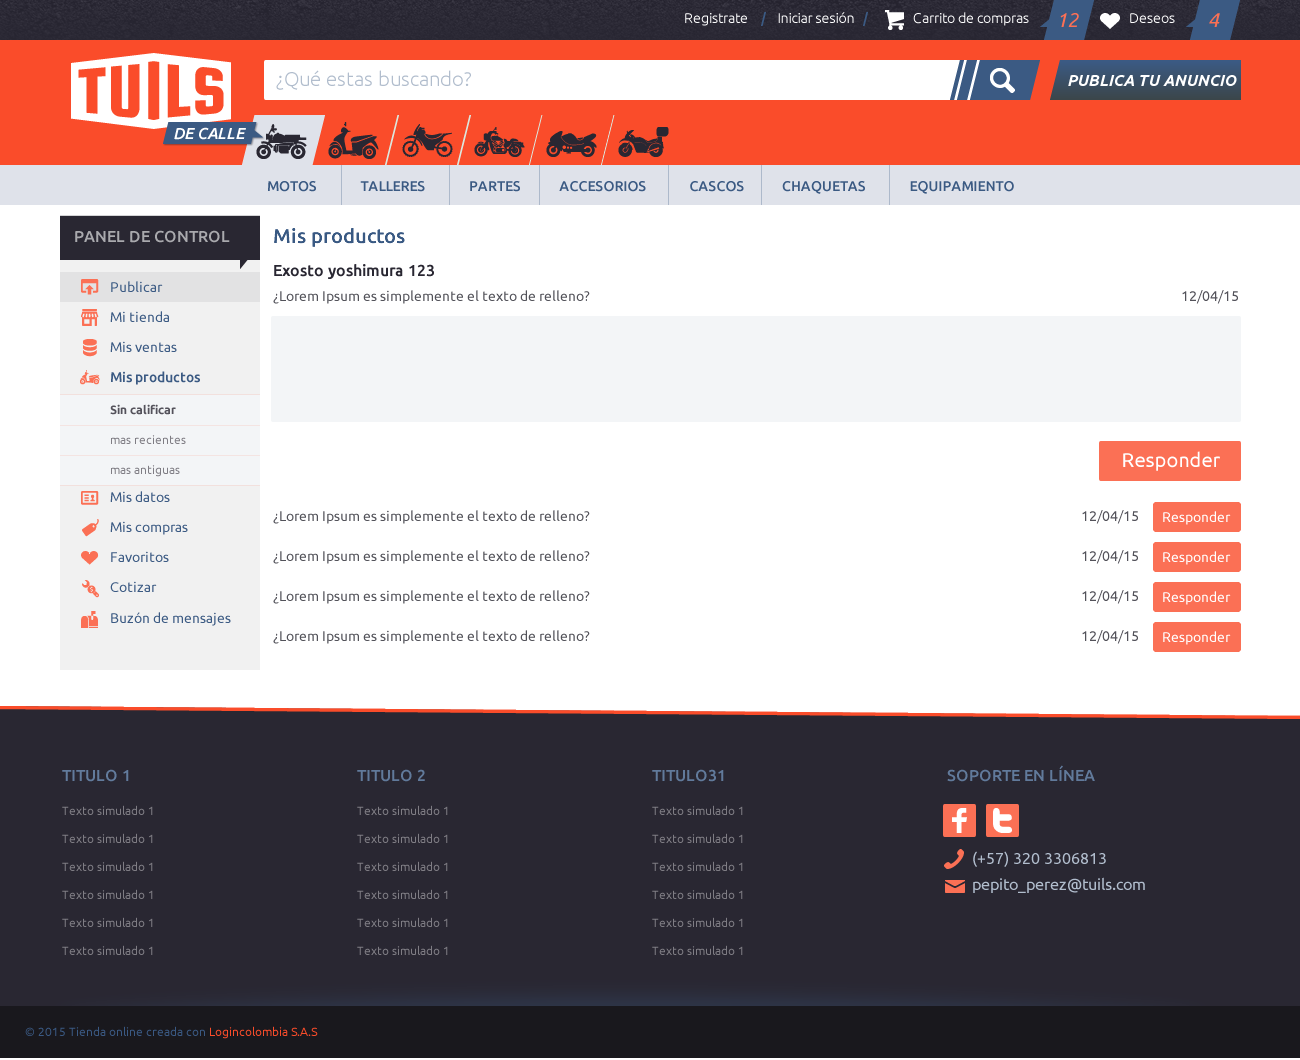 Registrate / Iniciar sesión / Carrito de compras 12 Deseos 4
TUILS
DE CALLE
¿Qué estas buscando?
PUBLICA TU ANUNCIO
MOTOS TALLERES PARTES ACCESORIOS CASCOS CHAQUETAS EQUIPAMIENTO
PANEL DE CONTROL
Publicar
Mi tienda
Mis ventas
Mis productos
Sin calificar
mas recientes
mas antiguas
Mis datos
Mis compras
Favoritos
Cotizar
Buzón de mensajes
Mis productos
Exosto yoshimura 123
¿Lorem Ipsum es simplemente el texto de relleno? 12/04/15
Responder
¿Lorem Ipsum es simplemente el texto de relleno? 12/04/15 Responder
¿Lorem Ipsum es simplemente el texto de relleno? 12/04/15 Responder
¿Lorem Ipsum es simplemente el texto de relleno? 12/04/15 Responder
¿Lorem Ipsum es simplemente el texto de relleno? 12/04/15 Responder
TITULO 1
Texto simulado 1
Texto simulado 1
Texto simulado 1
Texto simulado 1
Texto simulado 1
Texto simulado 1
TITULO 2
Texto simulado 1
Texto simulado 1
Texto simulado 1
Texto simulado 1
Texto simulado 1
Texto simulado 1
TITULO31
Texto simulado 1
Texto simulado 1
Texto simulado 1
Texto simulado 1
Texto simulado 1
Texto simulado 1
SOPORTE EN LÍNEA
(+57) 320 3306813
pepito_perez@tuils.com
© 2015 Tienda online creada con Logincolombia S.A.S